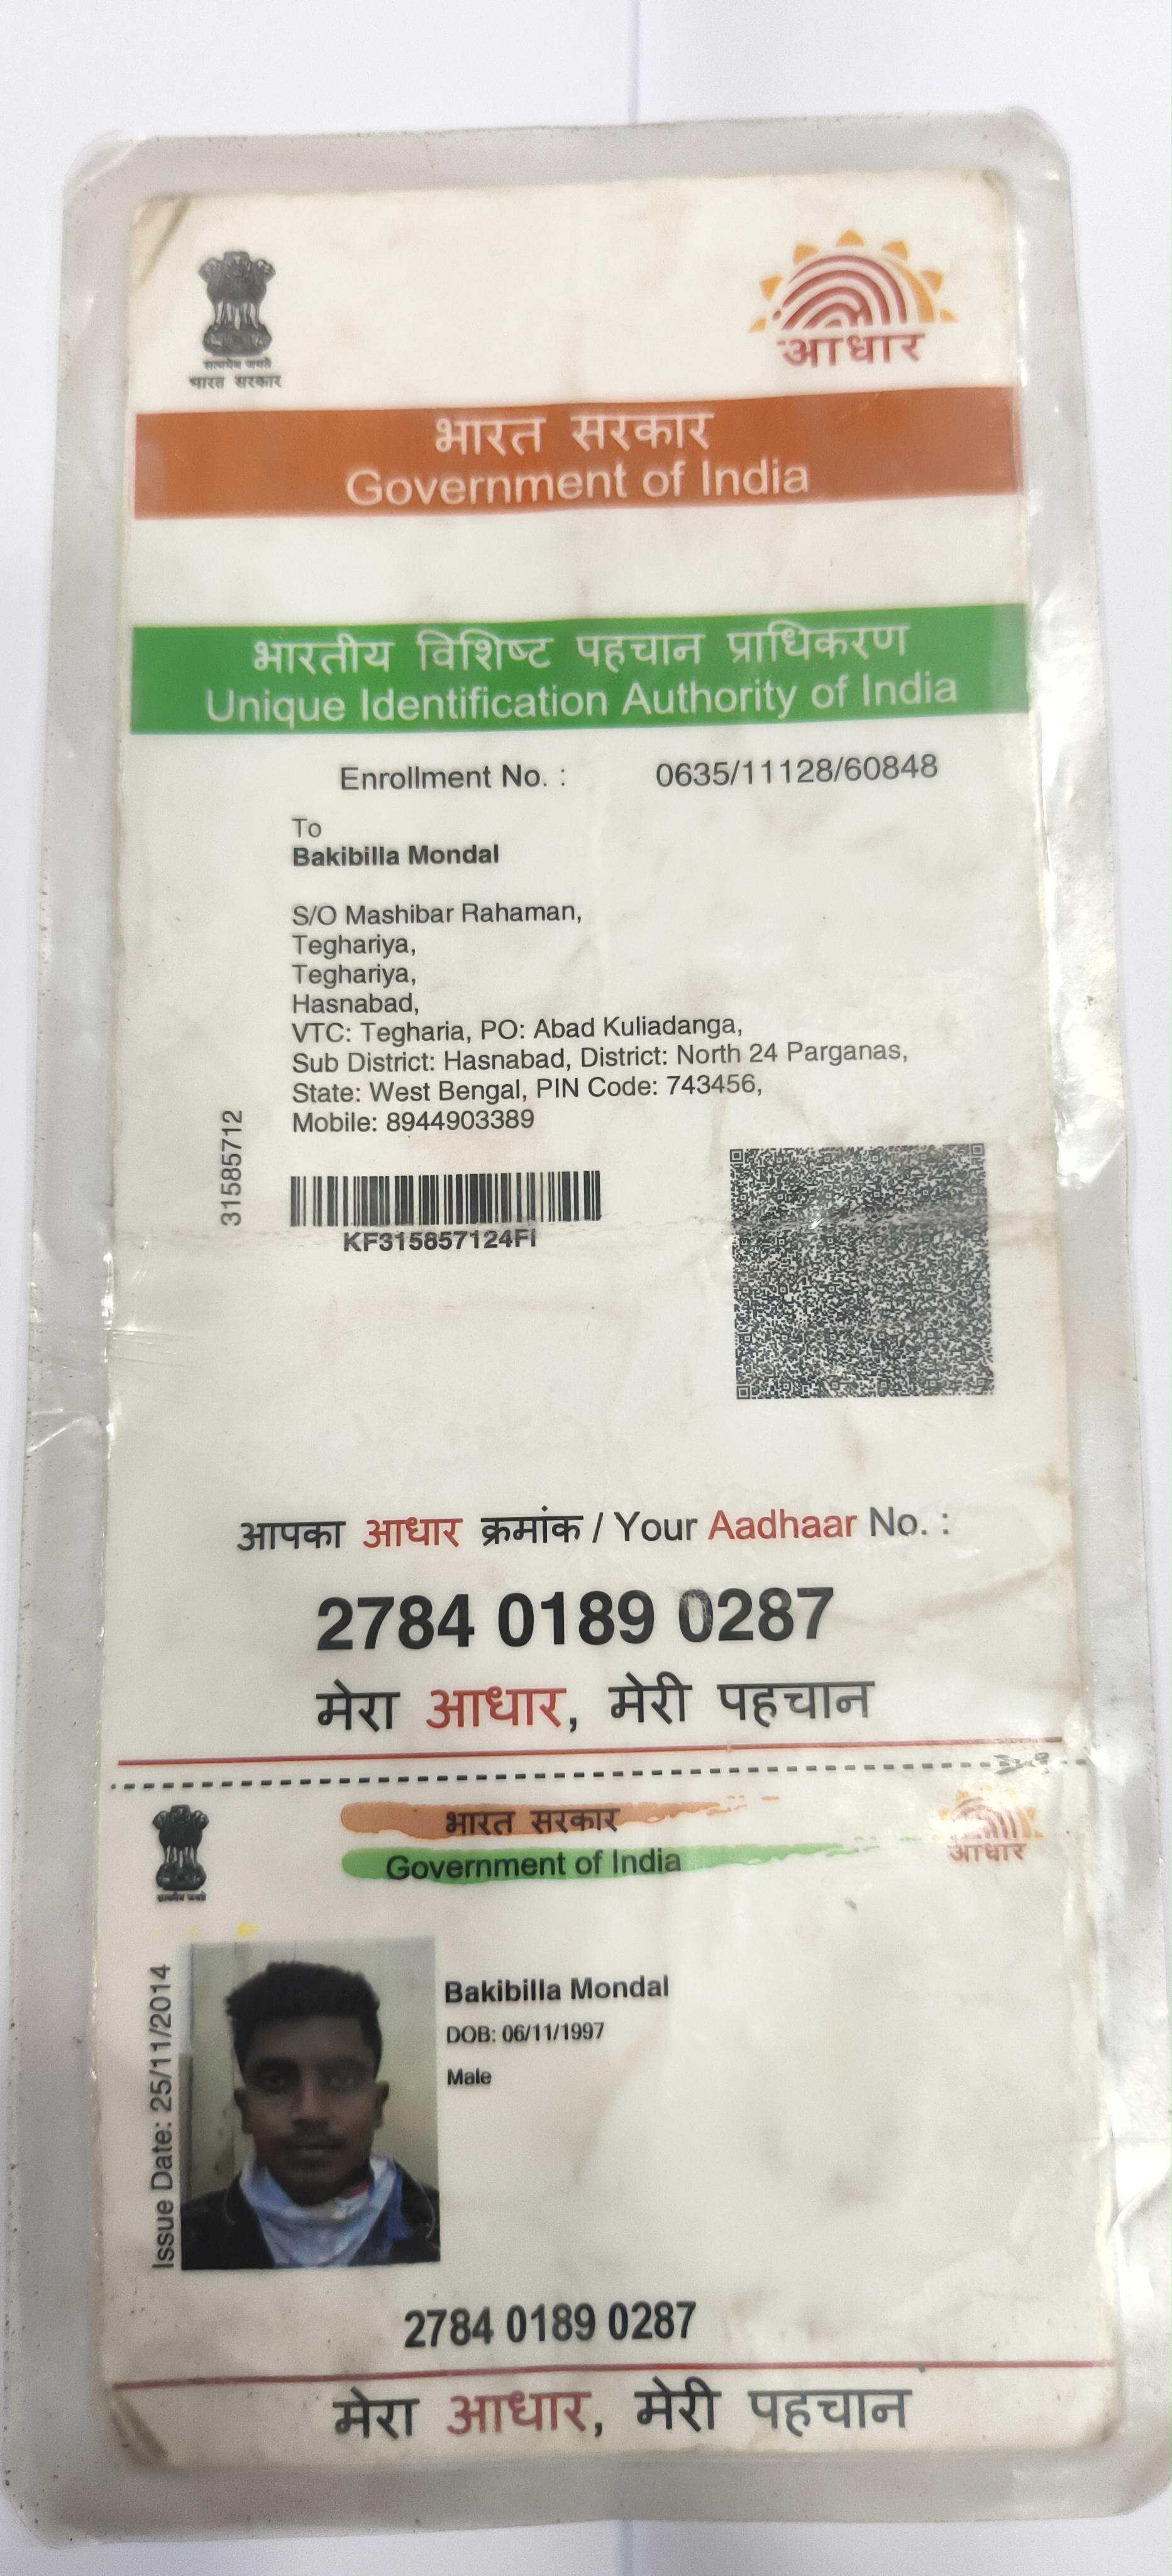 सत्यमेव जयते
भारत सरकार
आधार
भारत सरकार
Government of India
भारतीय विशिष्ट पहचान प्राधिकरण
Unique Identification Authority of India
Enrollment No. : 0635/11128/60848
To
Bakibilla Mondal
S/O Mashibar Rahaman,
Teghariya,
Teghariya,
Hasnabad,
VTC: Tegharia, PO: Abad Kuliadanga,
Sub District: Hasnabad, District: North 24 Parganas,
State: West Bengal, PIN Code: 743456,
Mobile: 8944903389
31585712
KF315857124FI
आपका आधार क्रमांक / Your Aadhaar No. :
2784 0189 0287
मेरा आधार, मेरी पहचान
भारत सरकार
Government of India
सत्यमेव जयते
आधार
Issue Date: 25/11/2014
Bakibilla Mondal
DOB: 06/11/1997
Male
2784 0189 0287
मेरा आधार, मेरी पहचान